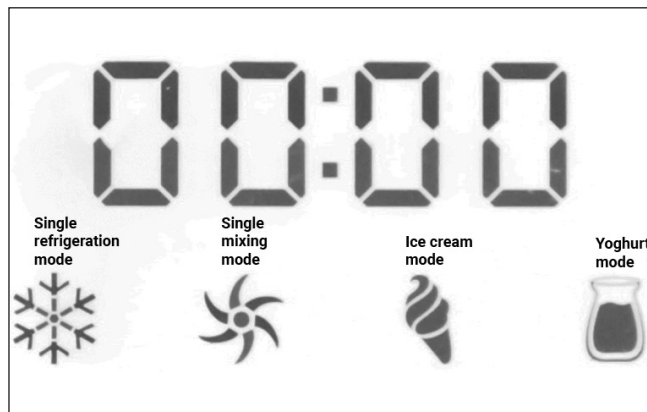 00:00
Single refrigeration mode
Single mixing mode
Ice cream mode
Yoghurt mode